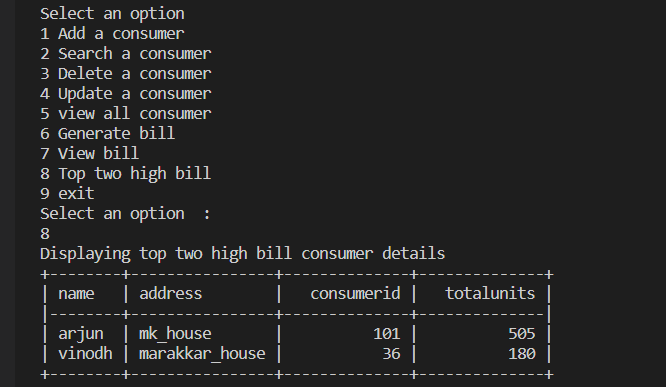 Select an option
1 Add a consumer
2 Search a consumer
3 Delete a consumer
4 Update a consumer
5 view all consumer
6 Generate bill
7 View bill
8 Top two high bill
9 exit
Select an option  :
8
Displaying top two high bill consumer details
+--------+----------------+--------------+--------------+
| name   | address        |   consumerid |   totalunits |
|--------+----------------+--------------+--------------|
| arjun  | mk_house       |          101 |          505 |
| vinodh | marakkar_house |           36 |          180 |
+--------+----------------+--------------+--------------+